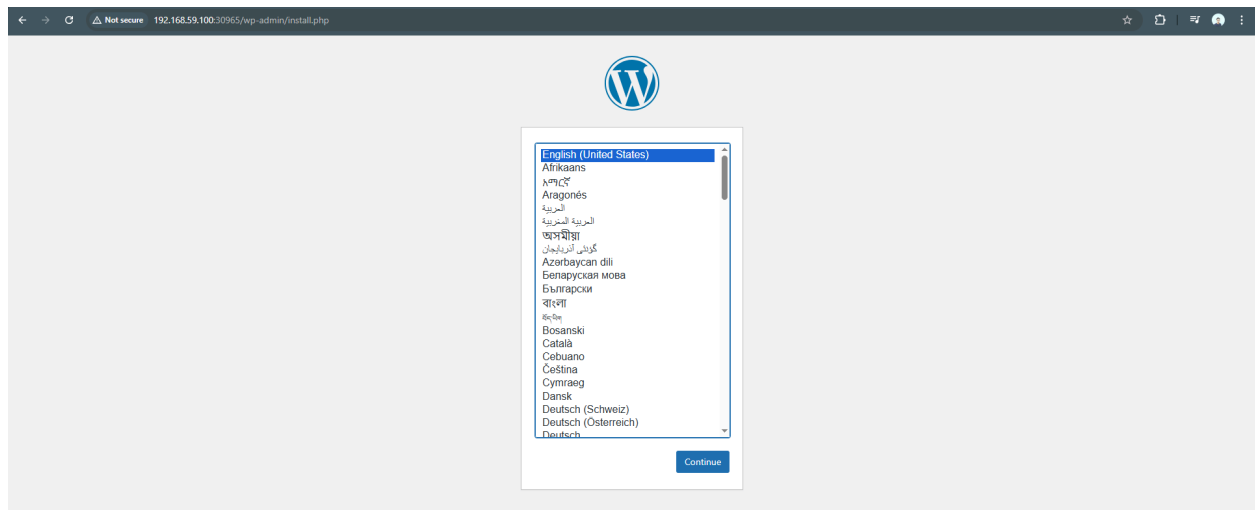 Not secure 192.168.59.100:30965/wp-admin/install.php
English (United States)
Afrikaans
አማርኛ
Aragonés
العربية
العربية المغربية
অসমীয়া
گؤنئی آذربایجان
Azərbaycan dili
Беларуская мова
Български
বাংলা
བོད་ཡིག
Bosanski
Català
Cebuano
Čeština
Cymraeg
Dansk
Deutsch (Schweiz)
Deutsch (Österreich)
Deutsch
Continue